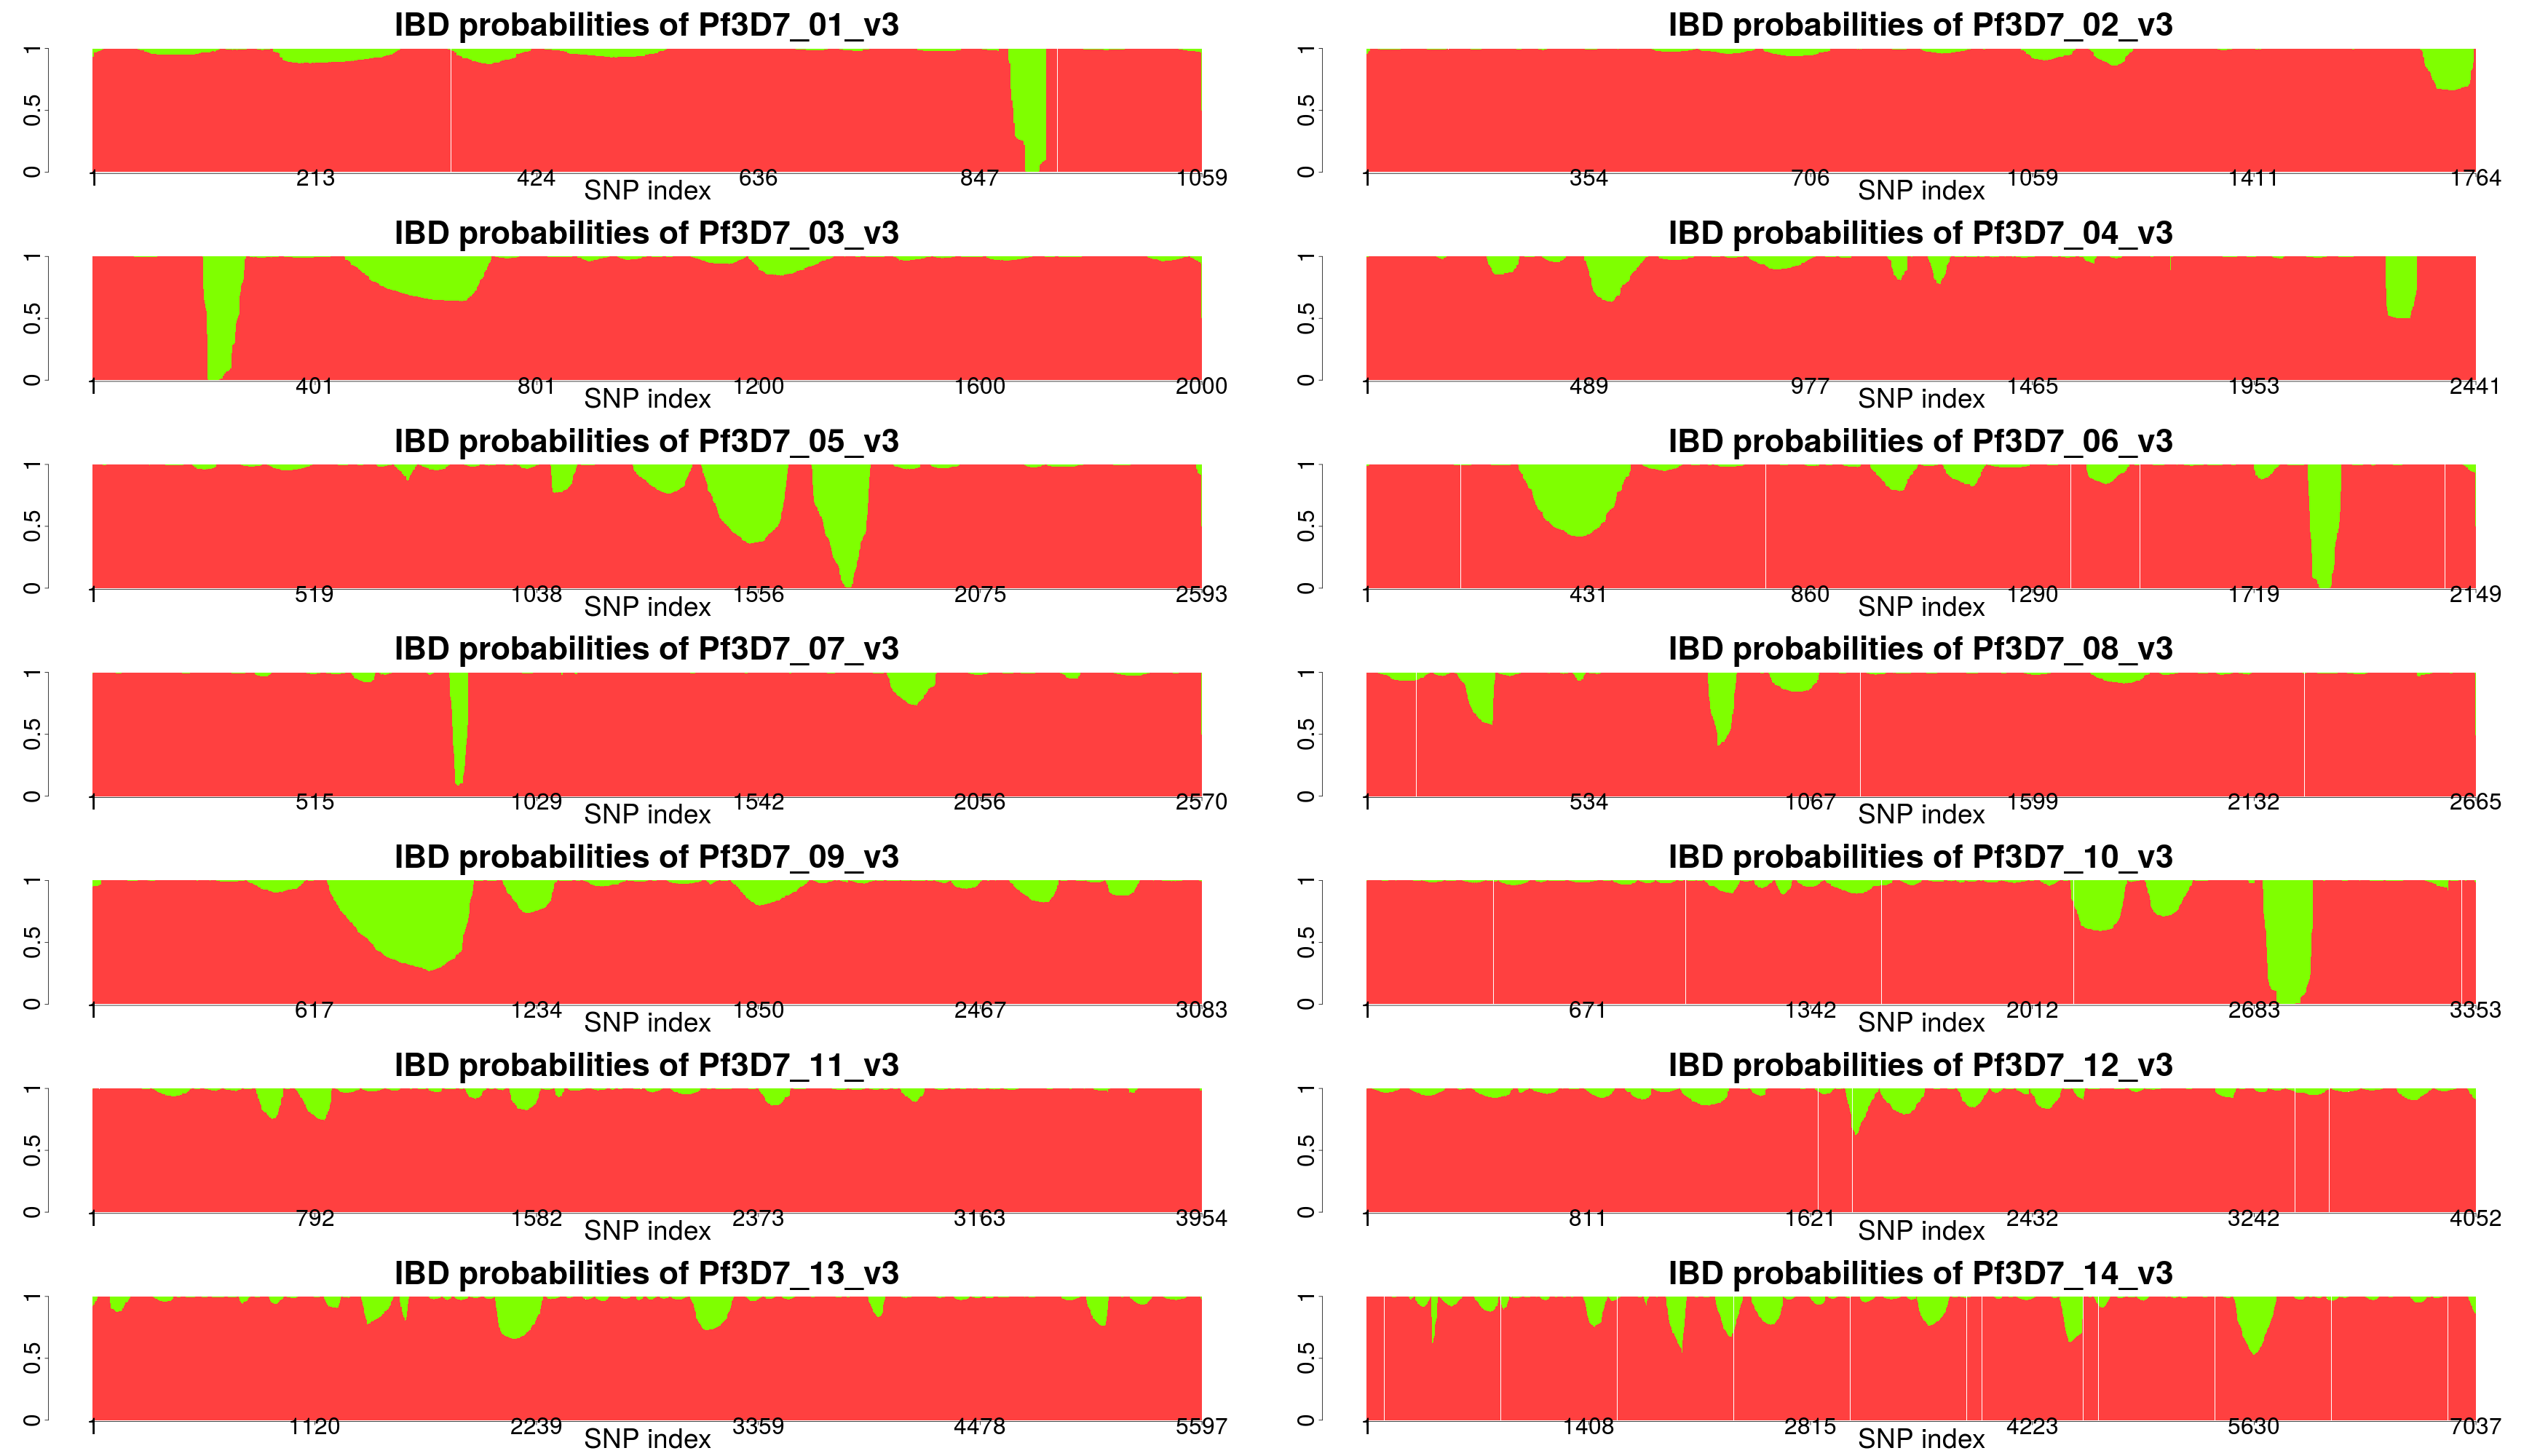 IBD probabilities of Pf3D7_01_v3
0 0.5 1
1 213 424 636 847 1059
SNP index
IBD probabilities of Pf3D7_02_v3
0 0.5 1
1 354 706 1059 1411 1764
SNP index
IBD probabilities of Pf3D7_03_v3
0 0.5 1
1 401 801 1200 1600 2000
SNP index
IBD probabilities of Pf3D7_04_v3
0 0.5 1
1 489 977 1465 1953 2441
SNP index
IBD probabilities of Pf3D7_05_v3
0 0.5 1
1 519 1038 1556 2075 2593
SNP index
IBD probabilities of Pf3D7_06_v3
0 0.5 1
1 431 860 1290 1719 2149
SNP index
IBD probabilities of Pf3D7_07_v3
0 0.5 1
1 515 1029 1542 2056 2570
SNP index
IBD probabilities of Pf3D7_08_v3
0 0.5 1
1 534 1067 1599 2132 2665
SNP index
IBD probabilities of Pf3D7_09_v3
0 0.5 1
1 617 1234 1850 2467 3083
SNP index
IBD probabilities of Pf3D7_10_v3
0 0.5 1
1 671 1342 2012 2683 3353
SNP index
IBD probabilities of Pf3D7_11_v3
0 0.5 1
1 792 1582 2373 3163 3954
SNP index
IBD probabilities of Pf3D7_12_v3
0 0.5 1
1 811 1621 2432 3242 4052
SNP index
IBD probabilities of Pf3D7_13_v3
0 0.5 1
1 1120 2239 3359 4478 5597
SNP index
IBD probabilities of Pf3D7_14_v3
0 0.5 1
1 1408 2815 4223 5630 7037
SNP index